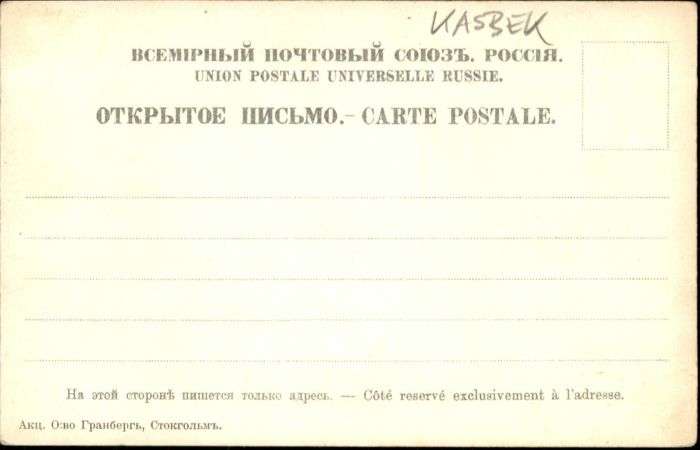 KASBEK
ВСЕМІРНЫЙ ПОЧТОВЫЙ СОЮЗЪ. РОССІЯ.
UNION POSTALE UNIVERSELLE RUSSIE.
ОТКРЫТОЕ ПИСЬМО.–CARTE POSTALE.
На этой сторонѣ пишется только адресъ. — Côté reservé exclusivement à l'adresse.
Акц. О:во Гранбергъ, Стокгольмъ.